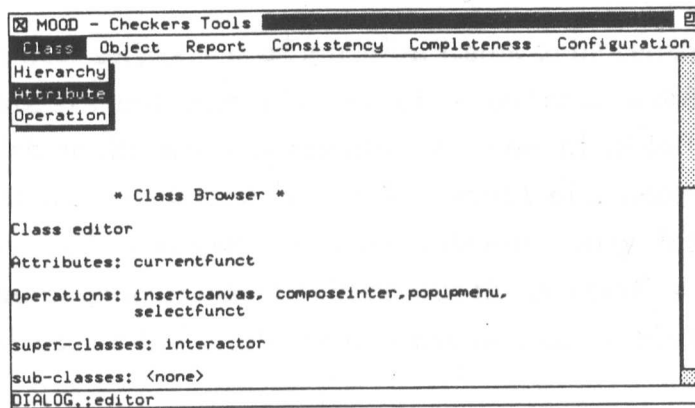 MOOD - Checkers Tools
Class Object Report Consistency Completeness Configuration
Hierarchy
Attribute
Operation
* Class Browser *
Class editor
Attributes: currentfunct
Operations: insertcanvas, composeinter,popupmenu,
selectfunct
super-classes: interactor
sub-classes: <none>
DIALOG,:editor